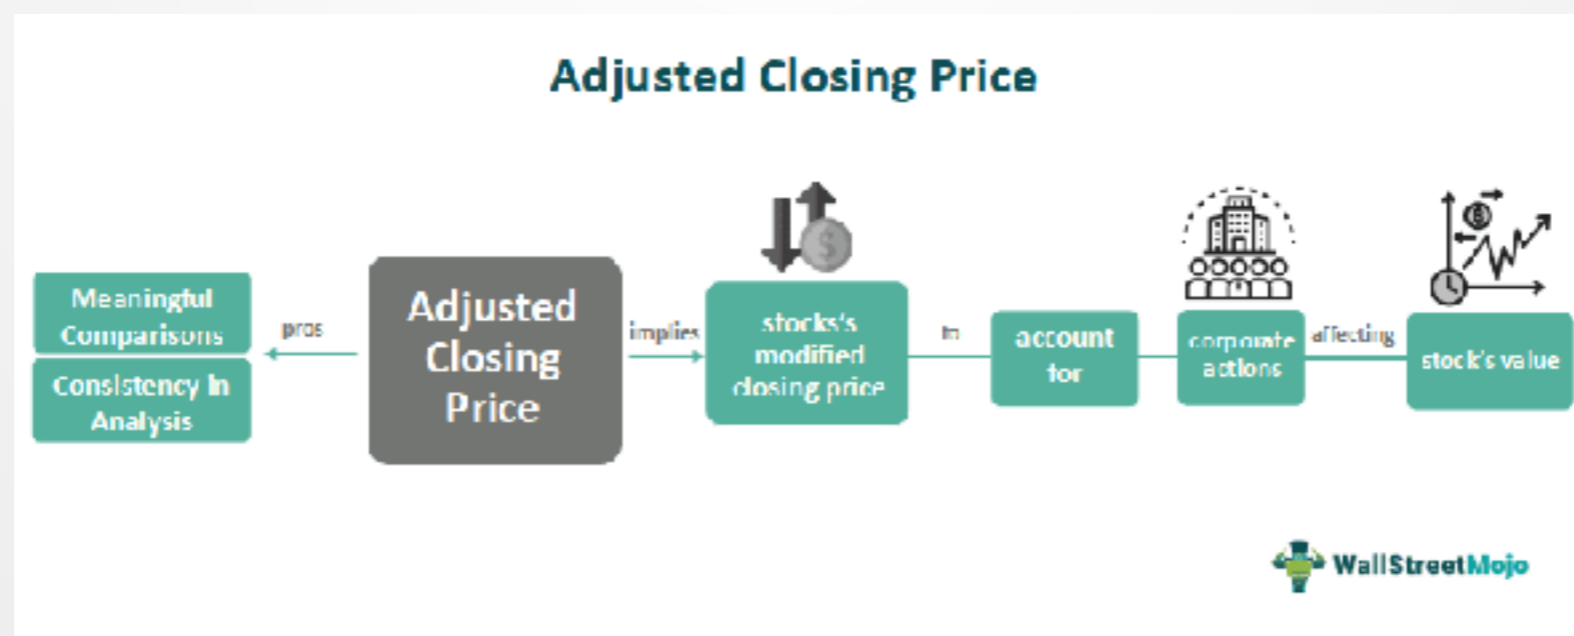 Adjusted Closing Price
Meaningful
Comparisons
Consistency in
Analysis
pros
Adjusted
Closing
Price
implies
stocks's
modified
closing price
to
account
for
corporate
actions
affecting
stock's value
WallStreetMojo